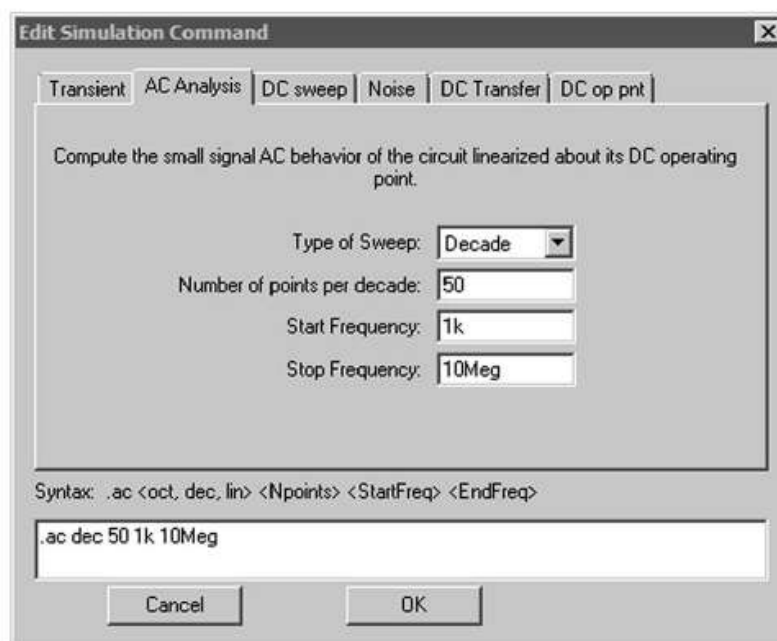 Edit Simulation Command
Transient AC Analysis DC sweep Noise DC Transfer DC op pnt
Compute the small signal AC behavior of the circuit linearized about its DC operating
point.
Type of Sweep: Decade
Number of points per decade: 50
Start Frequency: 1k
Stop Frequency: 10Meg
Syntax: .ac <oct, dec, lin> <Npoints> <StartFreq> <EndFreq>
.ac dec 50 1k 10Meg
Cancel OK